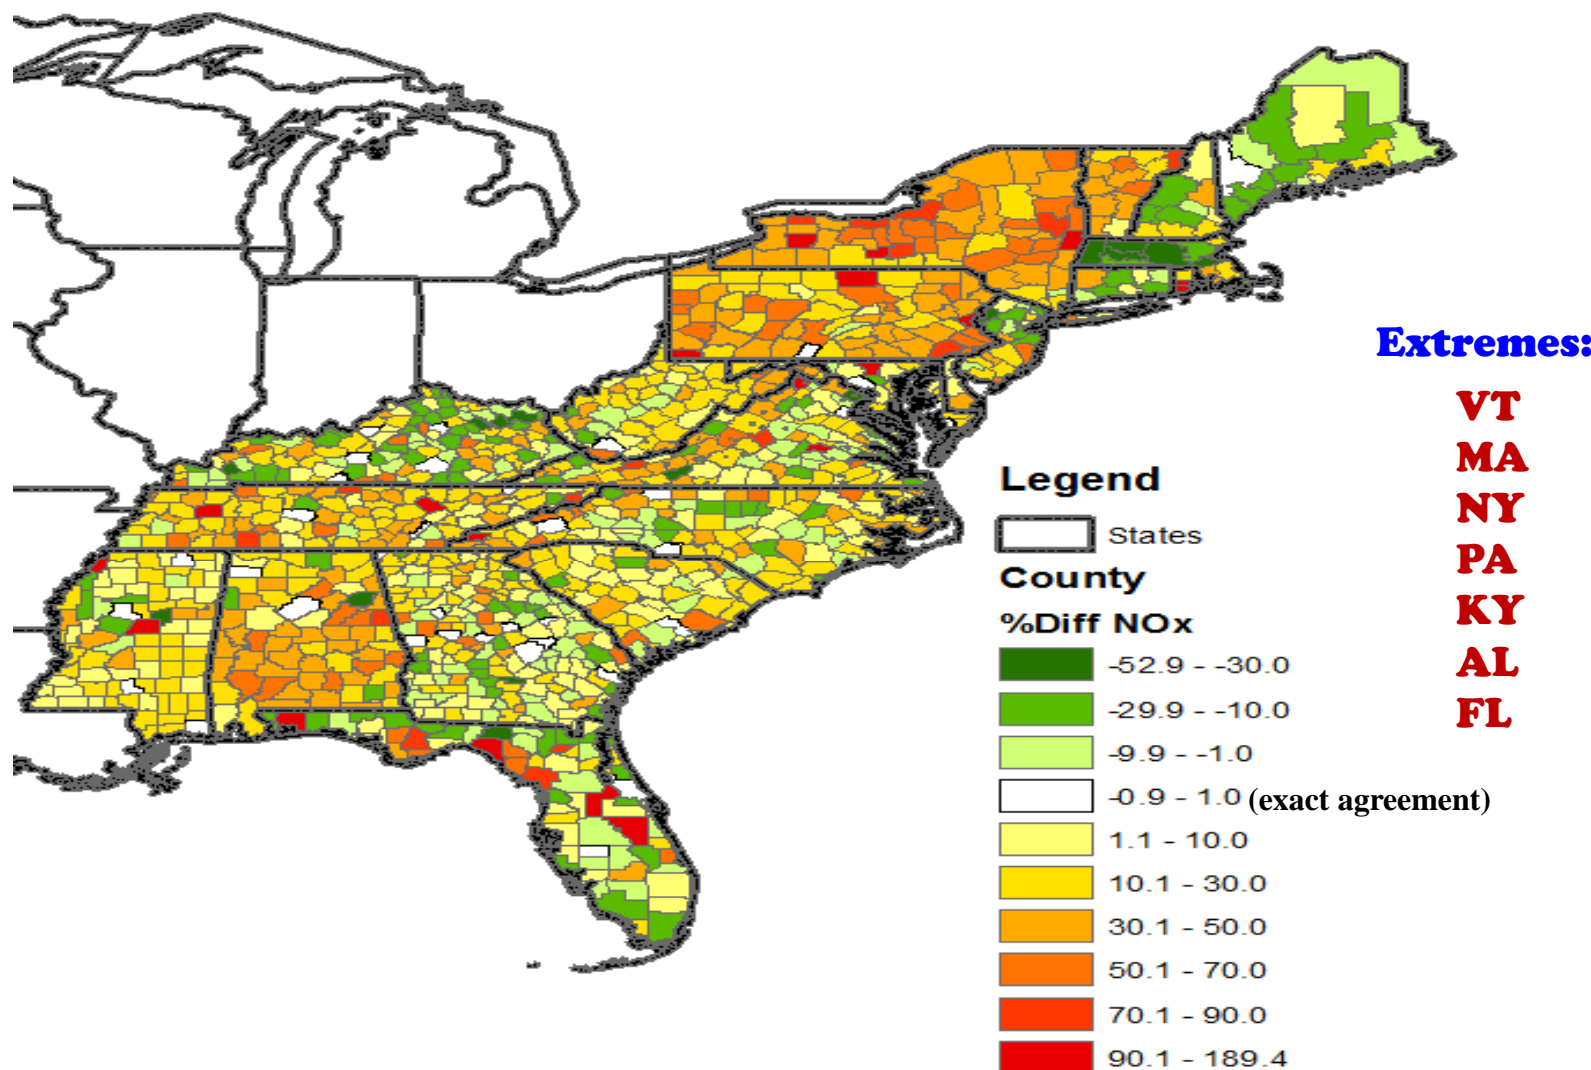 Extremes:
VT
MA
NY
PA
KY
AL
FL
Legend
States
County
%Diff NOx
-52.9 - -30.0
-29.9 - -10.0
-9.9 - -1.0
-0.9 - 1.0 (exact agreement)
1.1 - 10.0
10.1 - 30.0
30.1 - 50.0
50.1 - 70.0
70.1 - 90.0
90.1 - 189.4